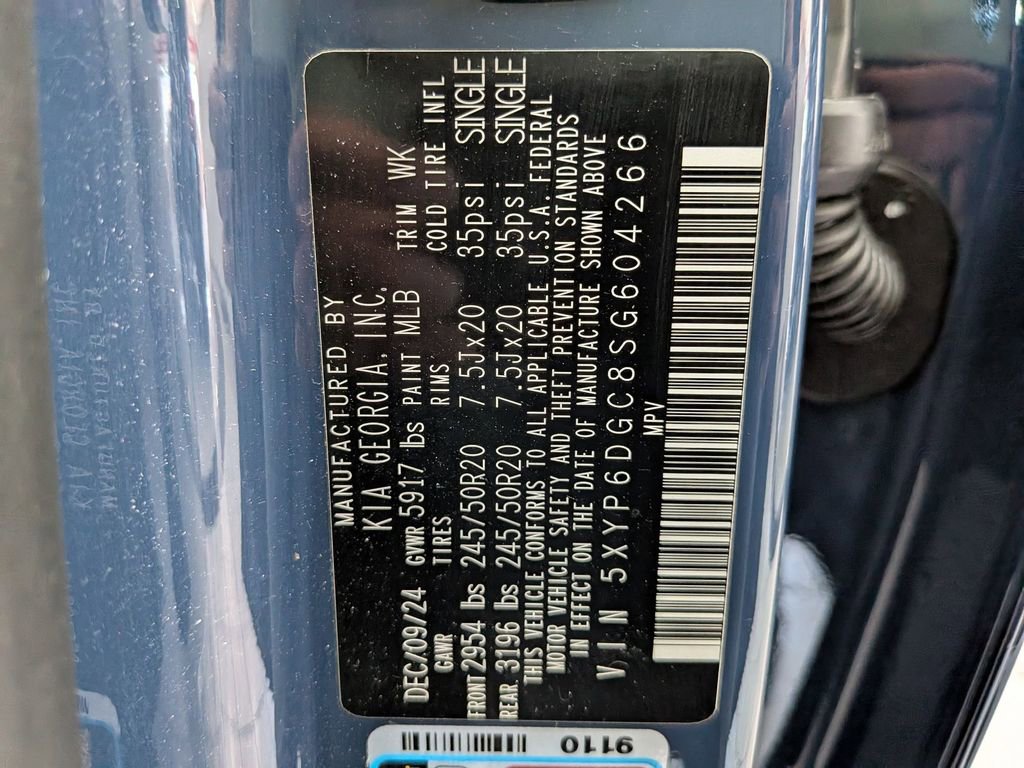 MANUFACTURED BY
KIA GEORGIA, INC.
DEC/09/24 GVWR 5917 lbs PAINT MLB TRIM WK
GAWR TIRES RIMS COLD TIRE INFL
FRONT 2954 lbs 245/50R20 7.5Jx20 35psi SINGLE
REAR 3196 lbs 245/50R20 7.5Jx20 35psi SINGLE
THIS VEHICLE CONFORMS TO ALL APPLICABLE U.S.A. FEDERAL
MOTOR VEHICLE SAFETY AND THEFT PREVENTION STANDARDS
IN EFFECT ON THE DATE OF MANUFACTURE SHOWN ABOVE
V I N 5XYP6DGC8SG604266
MPV
9110